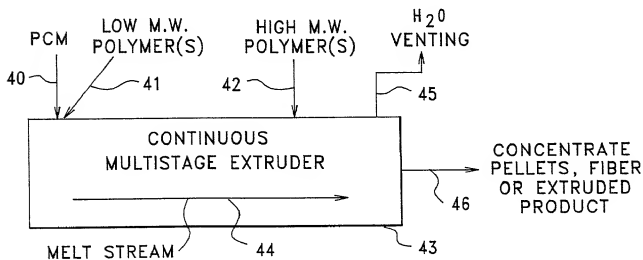 PCM
40
LOW M.W.
POLYMER(S)
41
HIGH M.W.
POLYMER(S)
42
H2O
VENTING
45
CONTINUOUS
MULTISTAGE EXTRUDER
MELT STREAM
44
43
46
CONCENTRATE
PELLETS, FIBER
OR EXTRUDED
PRODUCT